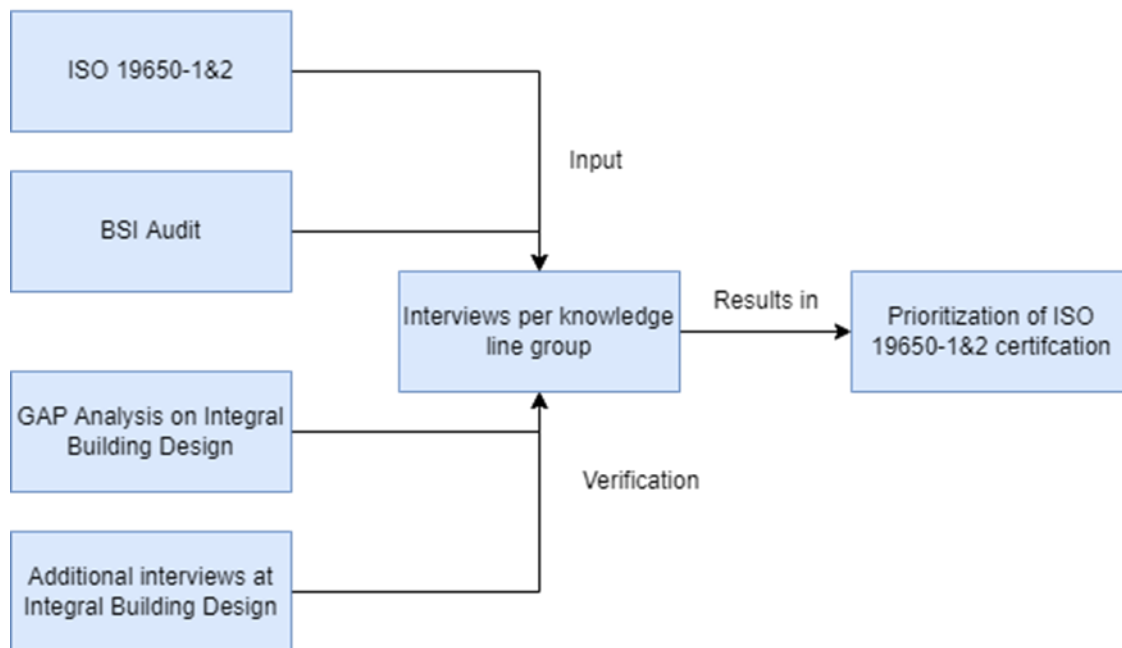 ISO 19650-1&2
Input
BSI Audit
Interviews per knowledge
line group
Results in
Prioritization of ISO
19650-1&2 certifcation
GAP Analysis on Integral
Building Design
Verification
Additional interviews at
Integral Building Design